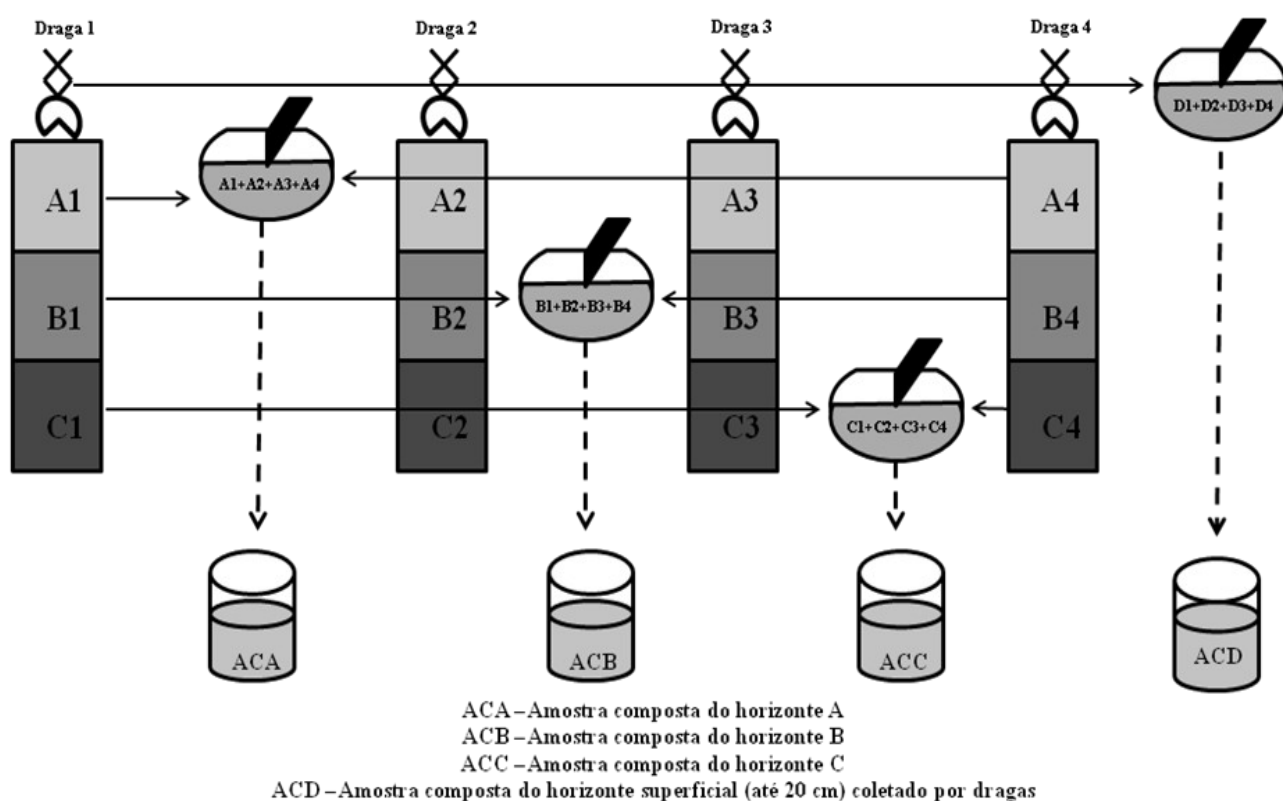 Draga 1
Draga 2
Draga 3
Draga 4
D1+D2+D3+D4
A1+A2+A3+A4
A1
A2
A3
A4
B1+B2+B3+B4
B1
B2
B3
B4
C1+C2+C3+C4
C1
C2
C3
C4
ACA
ACB
ACC
ACD
ACA –Amostra composta do horizonte A
ACB –Amostra composta do horizonte B
ACC –Amostra composta do horizonte C
ACD –Amostra composta do horizonte superficial (até 20 cm) coletado por dragas